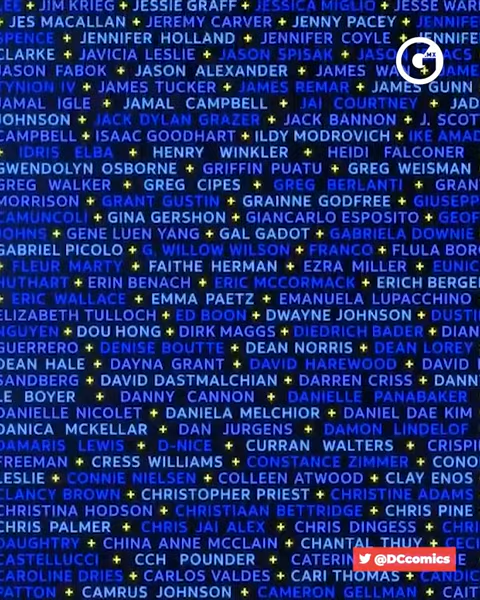 LEE + JIM KRIEG + JESSIE GRAFF + JESSICA MIGLIO + JESSE WARN
+ JES MACALLAN + JEREMY CARVER + JENNY PACEY + JENNIFE
SPENCE + JENNIFER HOLLAND + JENNIFER COYLE + JENNIFE
CLARKE + JAVICIA LESLIE + JASON SPISAK + JASON
JASON FABOK + JASON ALEXANDER + JAMES
TYNION IV + JAMES TUCKER + JAMES REMAR + JAMES GUNN
JAMAL IGLE + JAMAL CAMPBELL + JAI COURTNEY + JAD
JOHNSON + JACK DYLAN GRAZER + JACK BANNON + J. SCOT
CAMPBELL + ISAAC GOODHART + ILDY MODROVICH + IKE AMAD
+ IDRIS ELBA + HENRY WINKLER + HEIDI FALCONER
GWENDOLYN OSBORNE + GRIFFIN PUATU + GREG WEISMAN
GREG WALKER + GREG CIPES + GREG BERLANTI + GRAN
MORRISON + GRANT GUSTIN + GRAINNE GODFREE + GIUSEPP
CAMUNCOLI + GINA GERSHON + GIANCARLO ESPOSITO + GEOF
JOHNS + GENE LUEN YANG + GAL GADOT + GABRIELA DOWNIE
GABRIEL PICOLO + G. WILLOW WILSON + FRANCO + FLULA BORG
+ FLEUR MARTY + FAITHE HERMAN + EZRA MILLER + EUNIC
HUTHART + ERIN BENACH + ERIC MCCORMACK + ERICH BERGE
+ ERIC WALLACE + EMMA PAETZ + EMANUELA LUPACCHINO
ELIZABETH TULLOCH + ED BOON + DWAYNE JOHNSON + DUSTI
NGUYEN + DOU HONG + DIRK MAGGS + DIEDRICH BADER + DIAN
GUERRERO + DENISE BOUTTE + DEAN NORRIS + DEAN LOREY
DEAN HALE + DAYNA GRANT + DAVID HAREWOOD + DAVID
SANDBERG + DAVID DASTMALCHIAN + DARREN CRISS + DANN
LE BOYER + DANNY CANNON + DANIELLE PANABAKER
DANIELLE NICOLET + DANIELA MELCHIOR + DANIEL DAE KIM
DANICA MCKELLAR + DAN JURGENS + DAMON LINDELOF
DAMARIS LEWIS + D-NICE + CURRAN WALTERS + CRISPI
FREEMAN + CRESS WILLIAMS + CONSTANCE ZIMMER + CONO
LESLIE + CONNIE NIELSEN + COLLEEN ATWOOD + CLAY ENOS
CLANCY BROWN + CHRISTOPHER PRIEST + CHRISTINE ADAMS
CHRISTINA HODSON + CHRISTIAAN BETTRIDGE + CHRIS PINE
CHRIS PALMER + CHRIS JAI ALEX + CHRIS DINGESS + CHRI
DAUGHTRY + CHINA ANNE MCCLAIN + CHANTAL THUY + CECI
CASTELLUCCI + CCH POUNDER + CATERIN
@DCcomics
CAROLINE DRIES + CARLOS VALDES + CARI THOMAS + CANDIC
PATTON + CAMRUS JOHNSON + CAMERON GELLMAN + CAIT